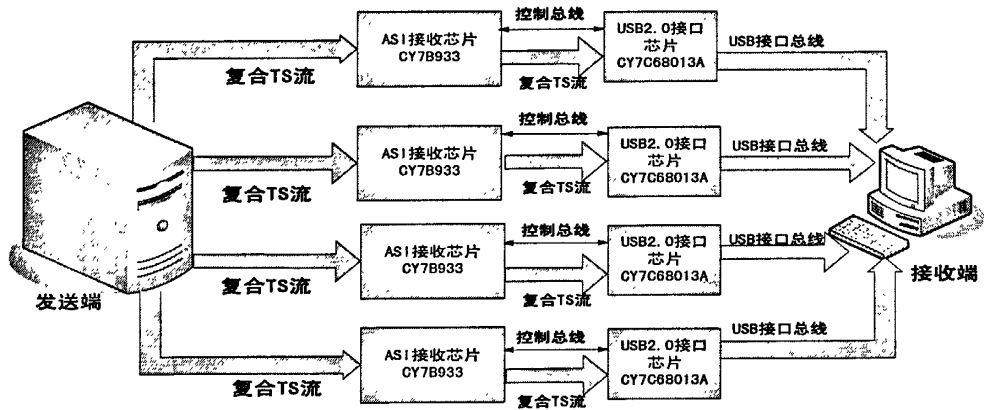 控制总线
ASI接收芯片
CY7B933
USB2.0接口
芯片
CY7C68013A
USB接口总线
复合TS流
复合TS流
控制总线
ASI接收芯片
CY7B933
USB2.0接口
芯片
CY7C68013A
USB接口总线
复合TS流
复合TS流
控制总线
ASI接收芯片
CY7B933
USB2.0接口
芯片
CY7C68013A
USB接口总线
复合TS流
复合TS流
发送端
接收端
控制总线
ASI接收芯片
CY7B933
USB2.0接口
芯片
CY7C68013A
USB接口总线
复合TS流
复合TS流